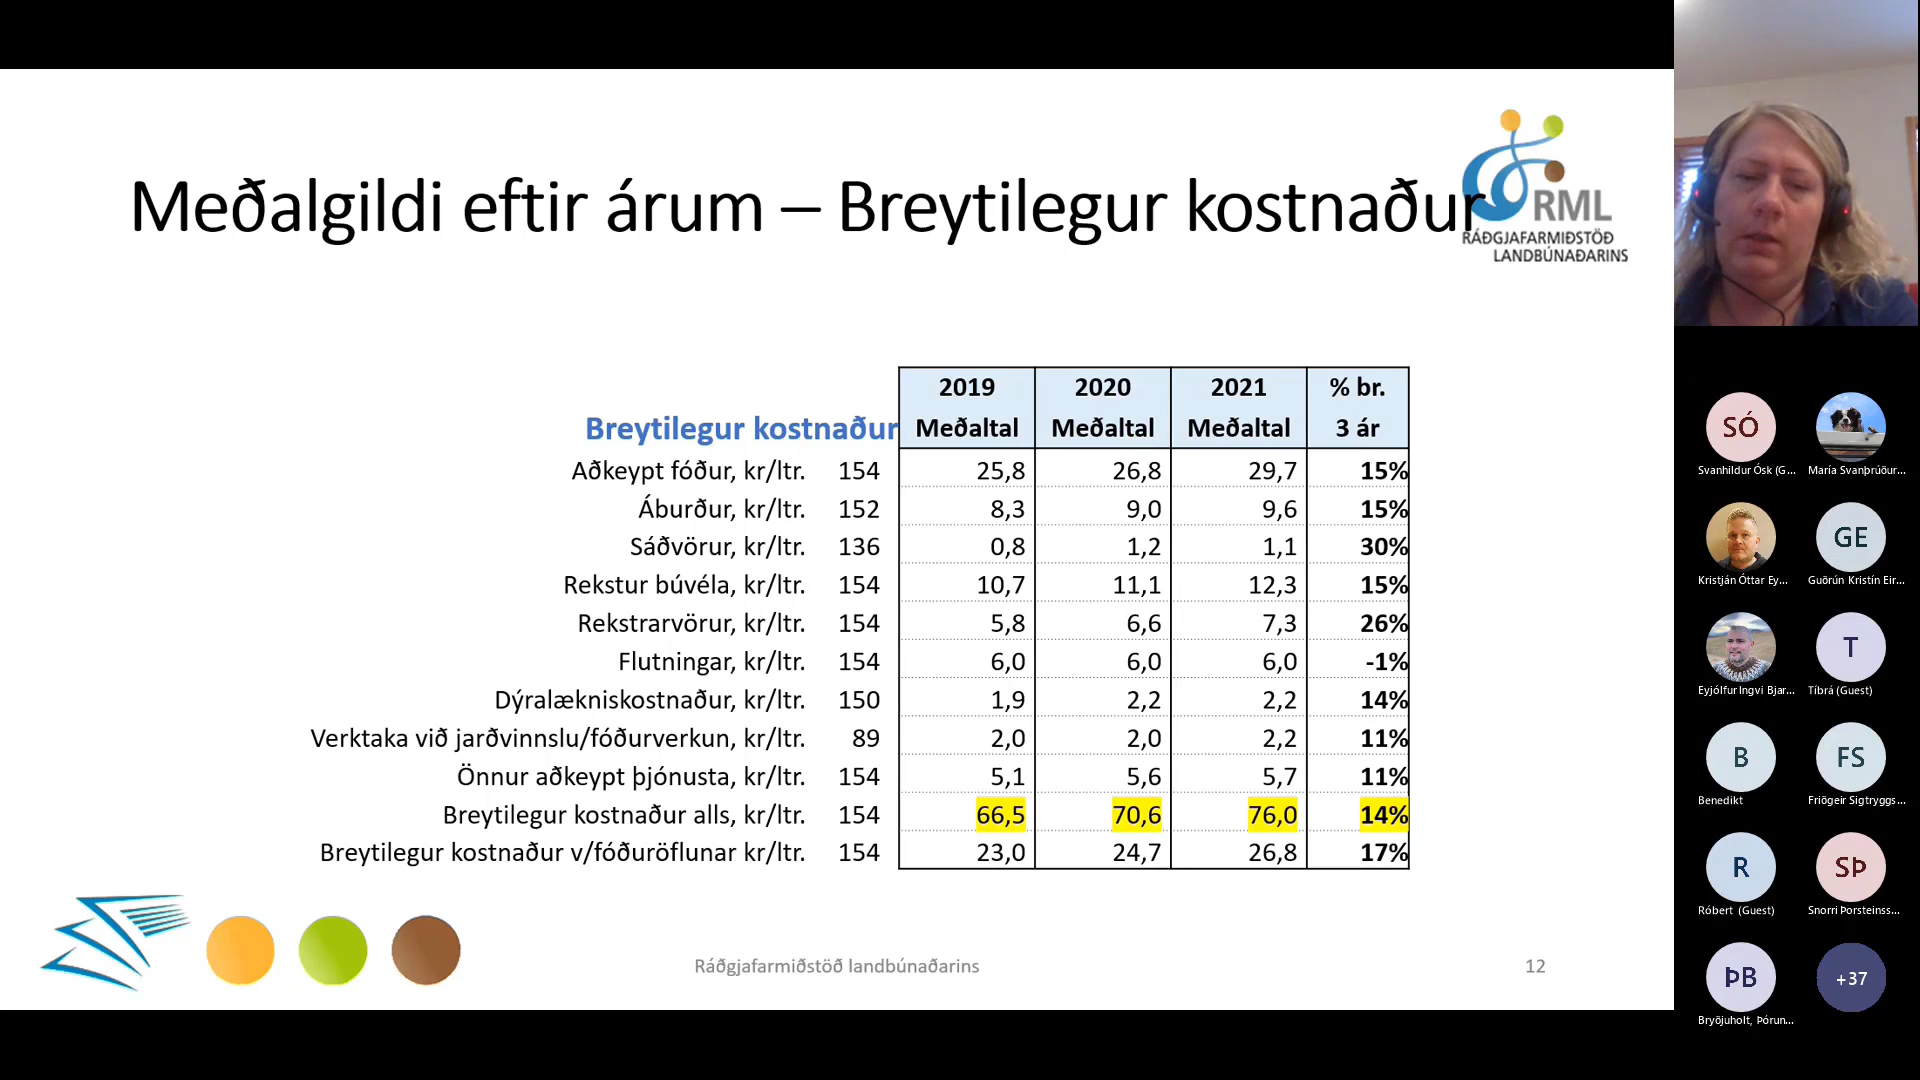 Meðalgildi eftir árum – Breytilegur kostnaður
RML
RÁÐGJAFARMIÐSTÖÐ
LANDBÚNAÐARINS
2019 2020 2021 % br.
Breytilegur kostnaður Meðaltal Meðaltal Meðaltal 3 ár
Aðkeypt fóður, kr/ltr. 154 25,8 26,8 29,7 15%
Áburður, kr/ltr. 152 8,3 9,0 9,6 15%
Sáðvörur, kr/ltr. 136 0,8 1,2 1,1 30%
Rekstur búvéla, kr/ltr. 154 10,7 11,1 12,3 15%
Rekstrarvörur, kr/ltr. 154 5,8 6,6 7,3 26%
Flutningar, kr/ltr. 154 6,0 6,0 6,0 -1%
Dýralækniskostnaður, kr/ltr. 150 1,9 2,2 2,2 14%
Verktaka við jarðvinnslu/fóðurverkun, kr/ltr. 89 2,0 2,0 2,2 11%
Önnur aðkeypt þjónusta, kr/ltr. 154 5,1 5,6 5,7 11%
Breytilegur kostnaður alls, kr/ltr. 154 66,5 70,6 76,0 14%
Breytilegur kostnaður v/fóðuröflunar kr/ltr. 154 23,0 24,7 26,8 17%
Ráðgjafarmiðstöð landbúnaðarins
12
SÓ
Svanhildur Ósk (G... María Svanþrúður...
GE
Kristján Óttar Ey... Guðrún Kristín Eir...
T
Eyjólfur Ingvi Bjar... Tíbrá (Guest)
B FS
Benedikt Friðgeir Sigtryggs...
R SÞ
Róbert (Guest) Snorri Þorsteinss...
ÞB +37
Bryðjuholt, Þórun...